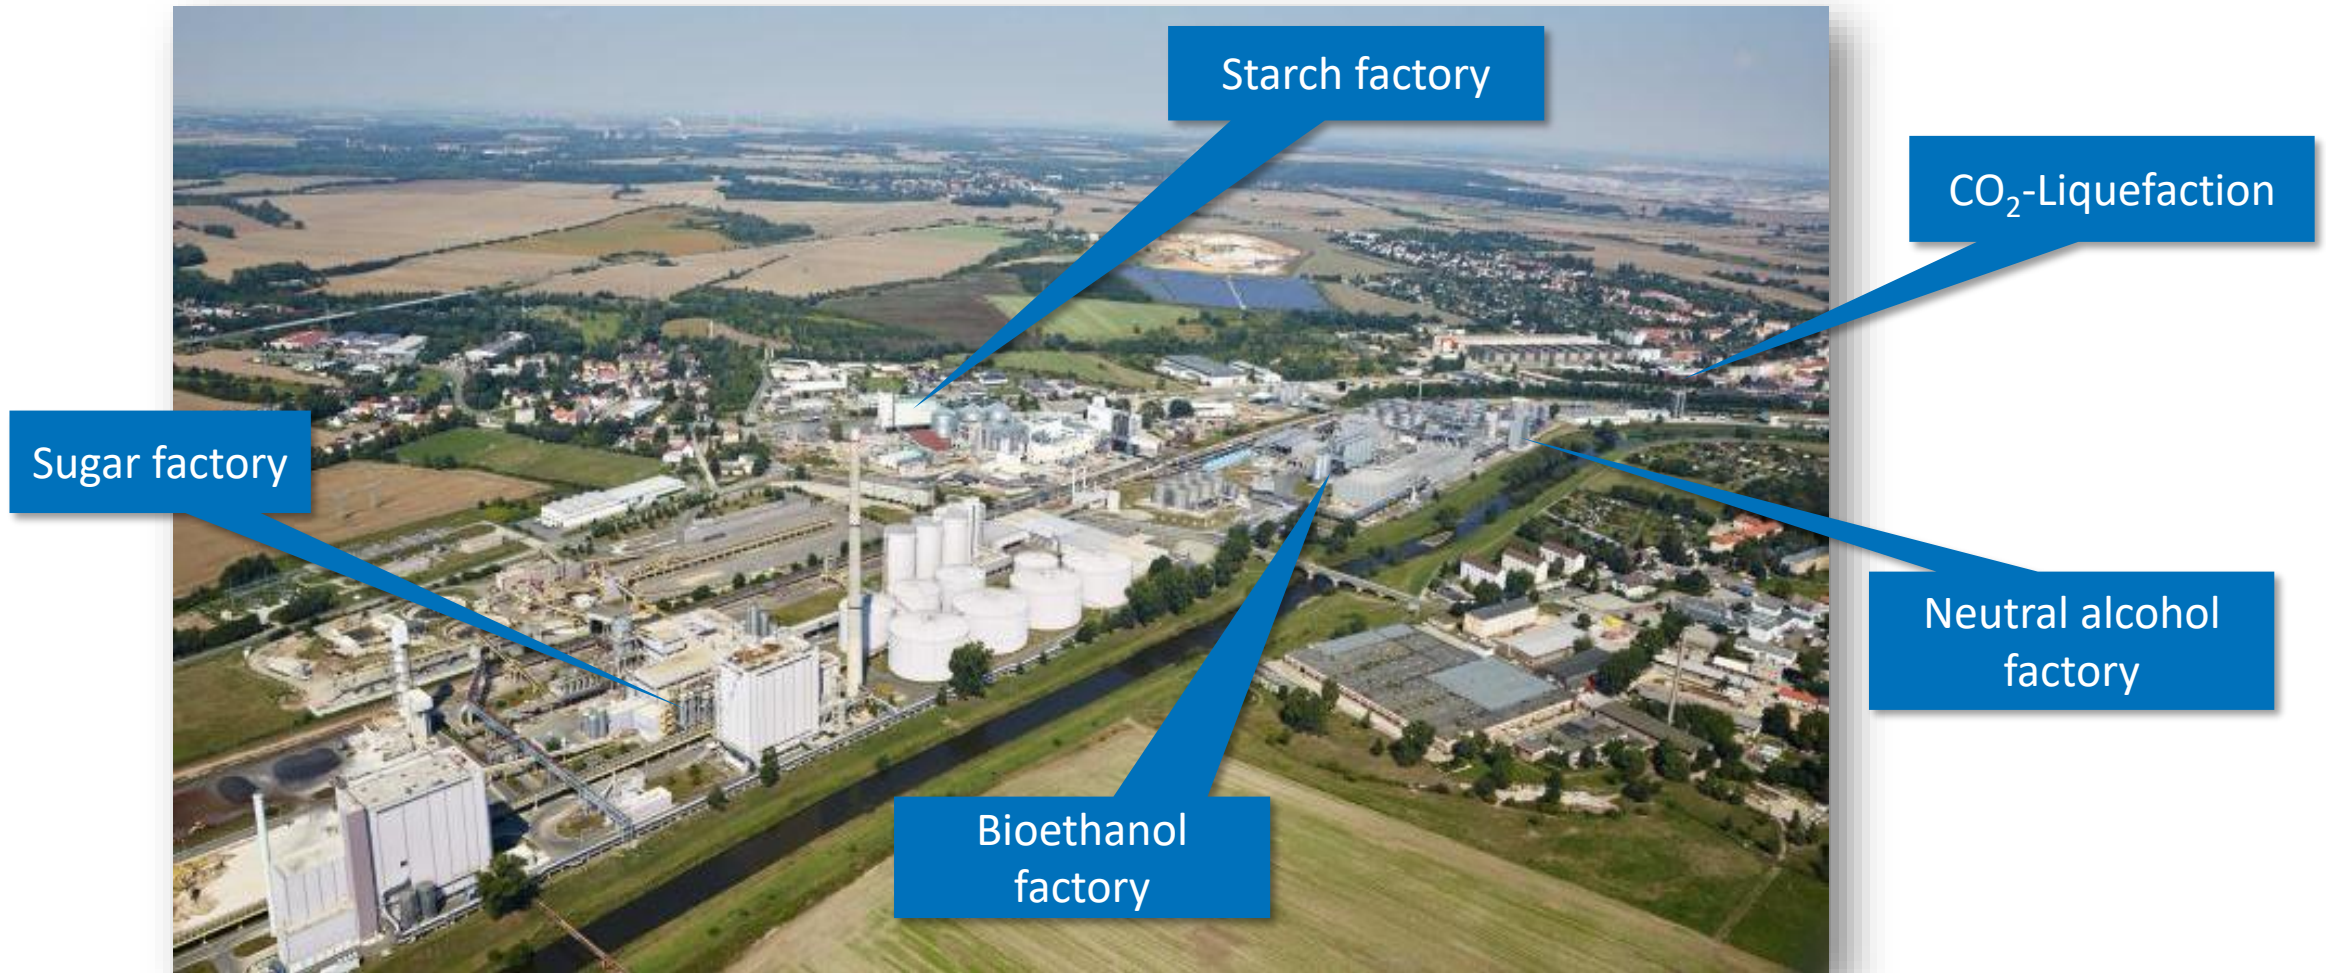 Starch factory
CO₂-Liquefaction
Sugar factory
Neutral alcohol
factory
Bioethanol
factory